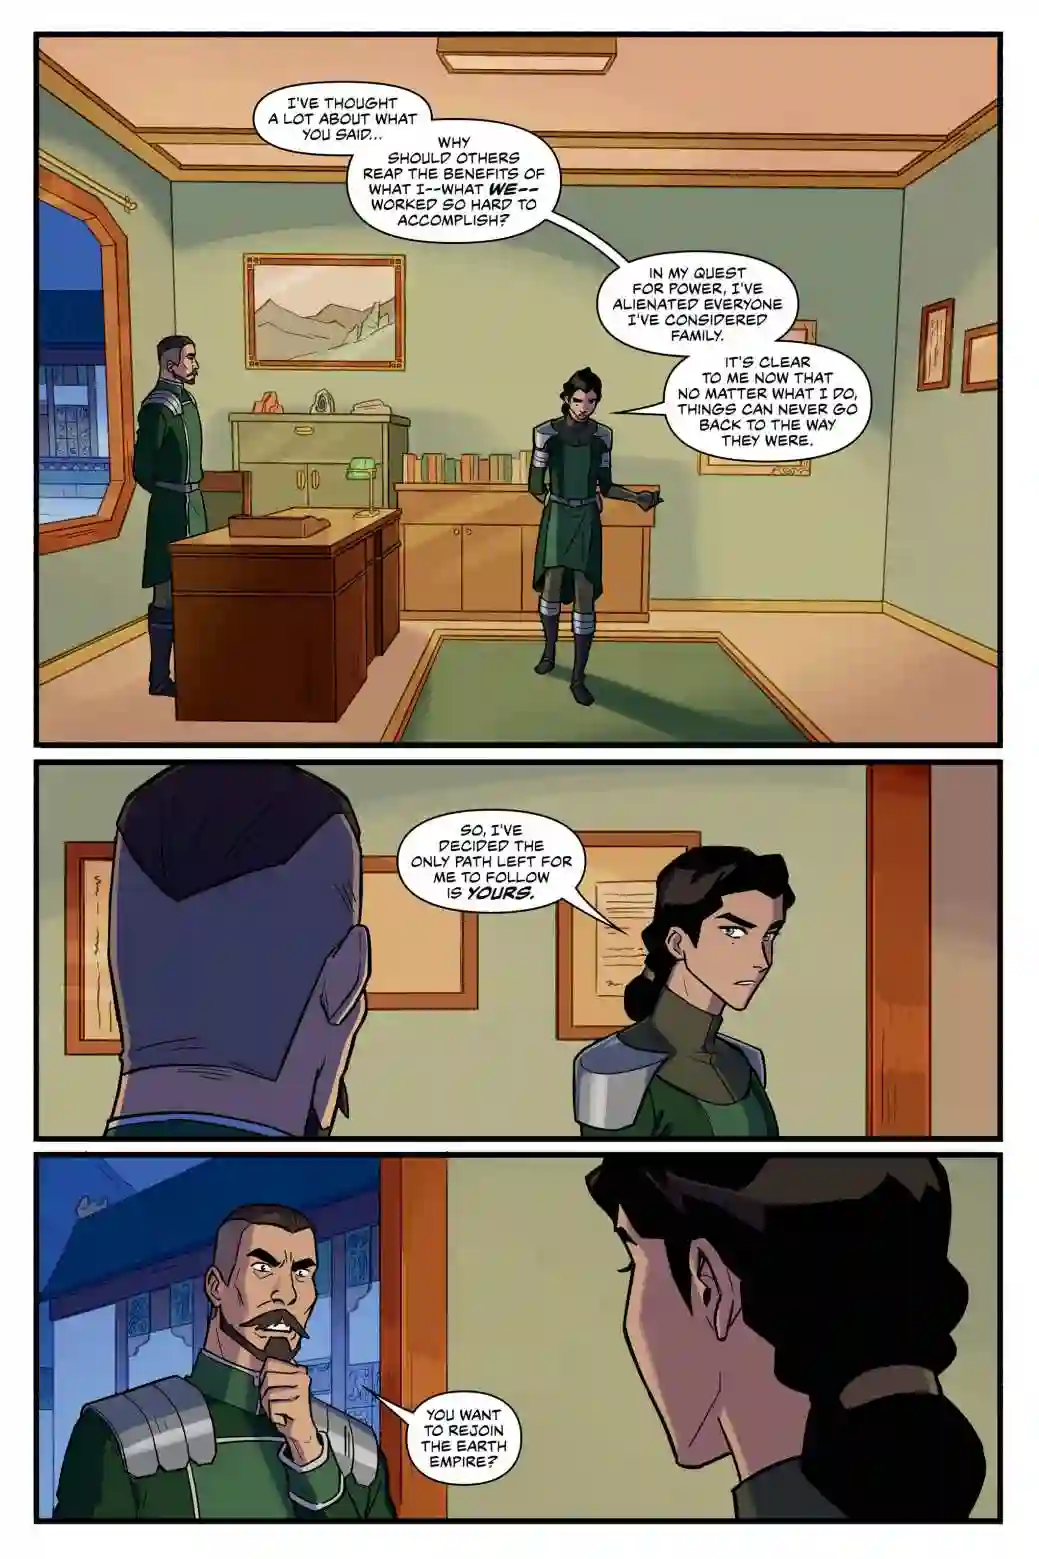 I'VE THOUGHT
A LOT ABOUT WHAT
YOU SAID...
WHY
SHOULD OTHERS
REAP THE BENEFITS OF
WHAT I--WHAT WE--
WORKED SO HARD TO
ACCOMPLISH?
IN MY QUEST
FOR POWER, I'VE
ALIENATED EVERYONE
I'VE CONSIDERED
FAMILY.
IT'S CLEAR
TO ME NOW THAT
NO MATTER WHAT I DO,
THINGS CAN NEVER GO
BACK TO THE WAY
THEY WERE.
SO, I'VE
DECIDED THE
ONLY PATH LEFT FOR
ME TO FOLLOW
IS YOURS.
YOU WANT
TO REJOIN
THE EARTH
EMPIRE?